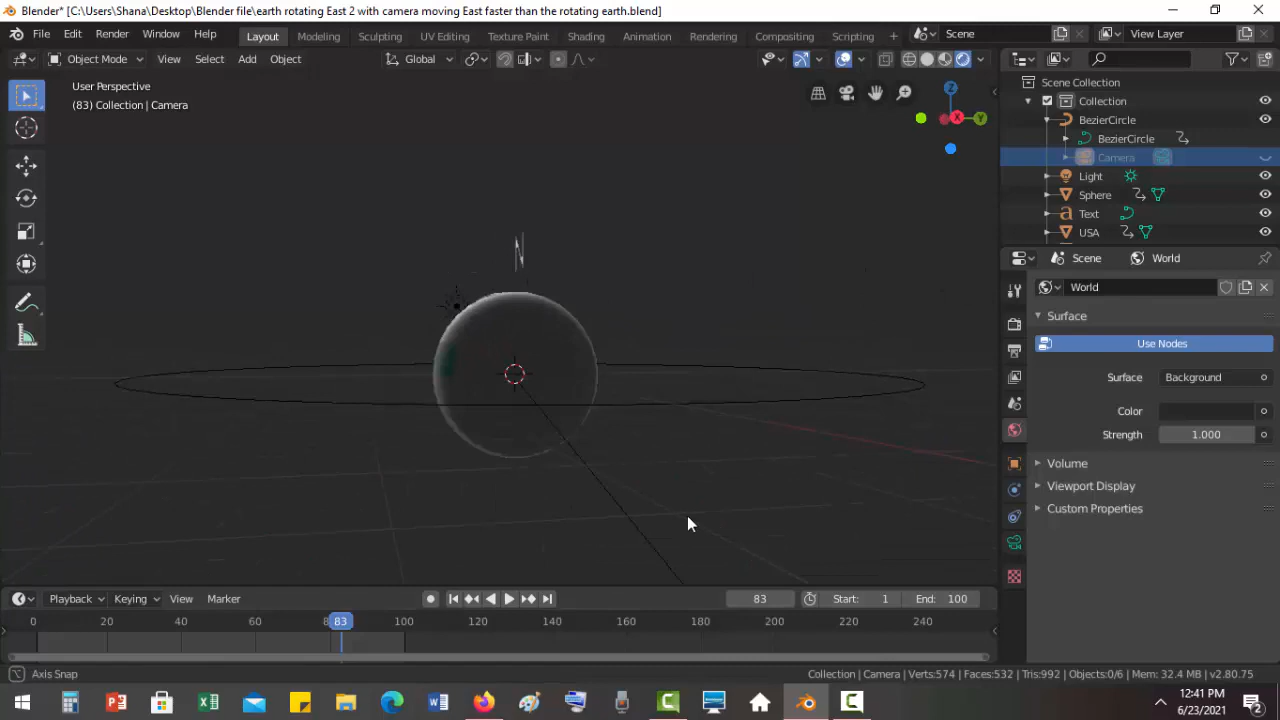 Blender* [C:\Users\Shana\Desktop\Blender file\earth rotating East 2 with camera moving East faster than the rotating earth.blend]
File Edit Render Window Help Layout Modeling Sculpting UV Editing Texture Paint Shading Animation Rendering Compositing Scripting + Scene View Layer
Object Mode View Select Add Object Global
User Perspective
(83) Collection | Camera
Z
X
Y
N
Scene Collection
Collection
BezierCircle
BezierCircle
Camera
Light
Sphere
Text
USA
Scene World
World
Surface
Use Nodes
Surface Background
Color
Strength 1.000
Volume
Viewport Display
Custom Properties
Playback Keying View Marker 83 Start: 1 End: 100
0 20 40 60 8 83 100 120 140 160 180 200 220 240
Axis Snap Collection | Camera | Verts:574 | Faces:532 | Tris:992 | Objects:0/6 | Mem: 32.4 MB | v2.80.75
12:41 PM
6/23/2021
2